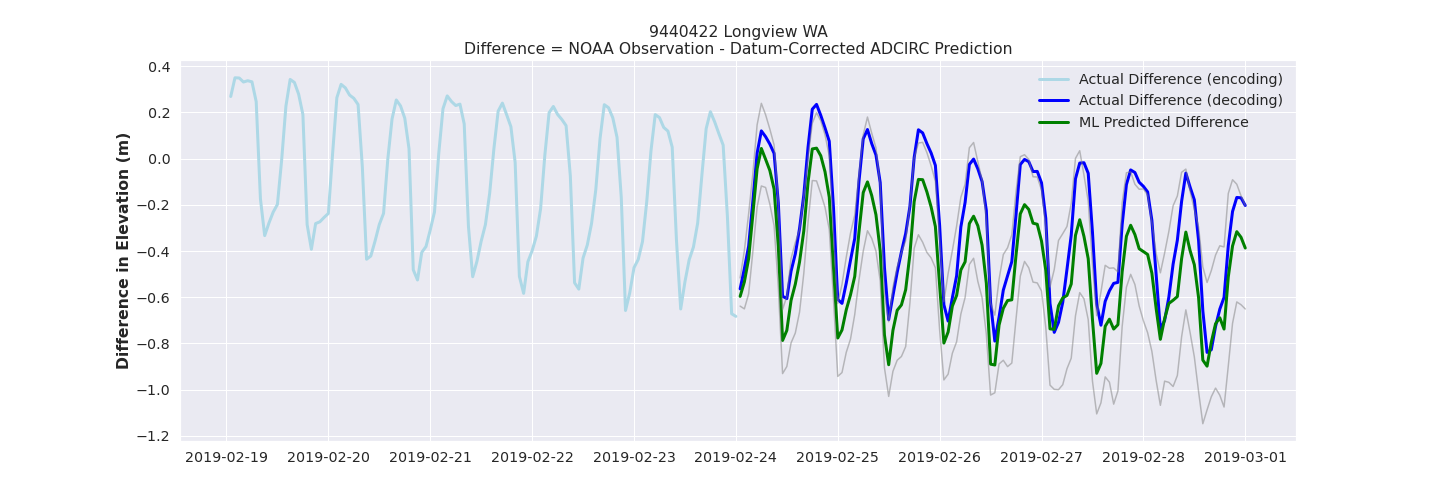 9440422 Longview WA
Difference = NOAA Observation - Datum-Corrected ADCIRC Prediction
Difference in Elevation (m)
0.4
0.2
0.0
−0.2
−0.4
−0.6
−0.8
−1.0
−1.2
Actual Difference (encoding)
Actual Difference (decoding)
ML Predicted Difference
2019-02-19 2019-02-20 2019-02-21 2019-02-22 2019-02-23 2019-02-24 2019-02-25 2019-02-26 2019-02-27 2019-02-28 2019-03-01